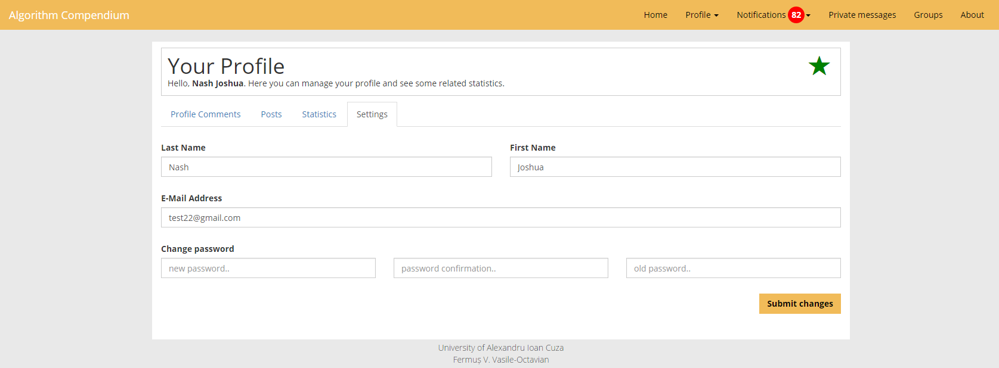 Algorithm Compendium Home Profile Notifications 82 Private messages Groups About
Your Profile
Hello, Nash Joshua. Here you can manage your profile and see some related statistics.
Profile Comments Posts Statistics Settings
Last Name First Name
Nash Joshua
E-Mail Address
test22@gmail.com
Change password
new password.. password confirmation.. old password..
Submit changes
University of Alexandru Ioan Cuza
Fermuș V. Vasile-Octavian